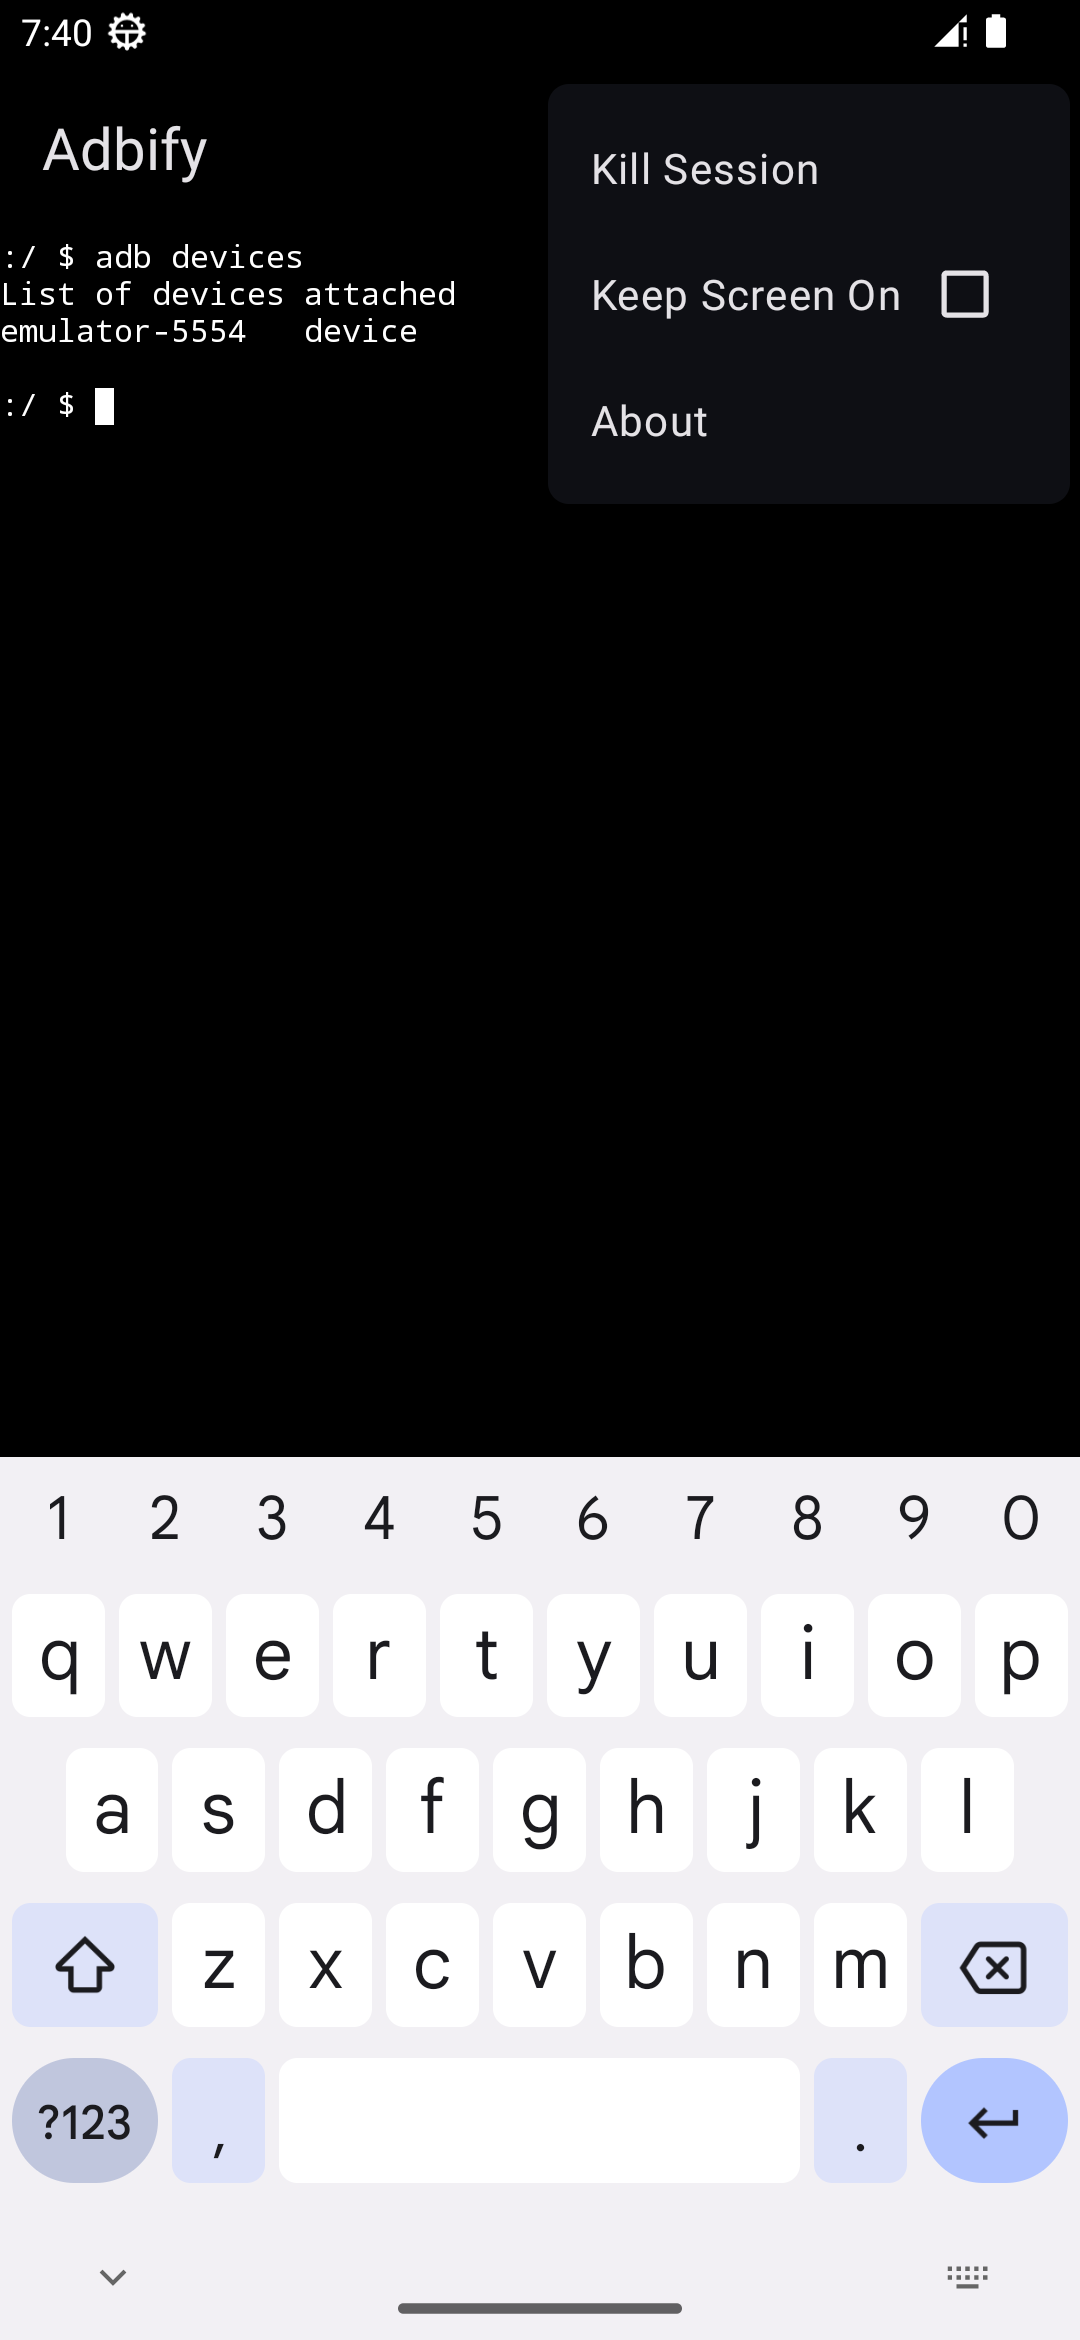 7:40
Adbify
Kill Session
Keep Screen On
About
:/ $ adb devices
List of devices attached
emulator-5554   device
:/ $
1 2 3 4 5 6 7 8 9 0
q w e r t y u i o p
a s d f g h j k l
z x c v b n m
?123 , .